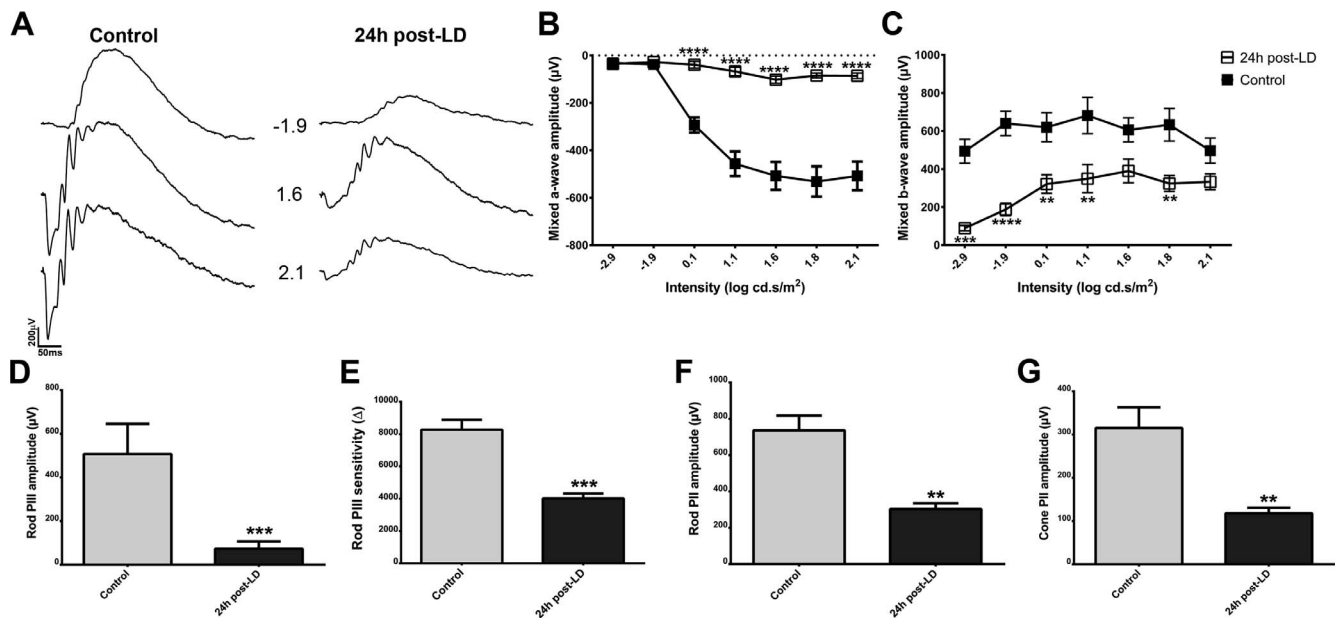 A
Control
24h post-LD
-1.9
1.6
2.1
200µV
50ms
B
Mixed a-wave amplitude (µV)
0
-200
-400
-600
-800
****
****
****
****
****
-2.9
-1.9
0.1
1.1
1.6
1.8
2.1
Intensity (log cd.s/m²)
C
Mixed b-wave amplitude (µV)
1000
800
600
400
200
0
***
****
**
**
**
-2.9
-1.9
0.1
1.1
1.6
1.8
2.1
Intensity (log cd.s/m²)
24h post-LD
Control
D
Rod PIII amplitude (µV)
800
600
400
200
0
***
Control
24h post-LD
E
Rod PIII sensitivity (Δ)
10000
8000
6000
4000
2000
0
***
Control
24h post-LD
F
Rod PII amplitude (µV)
1000
800
600
400
200
0
**
Control
24h post-LD
G
Cone PII amplitude (µV)
400
300
200
100
0
**
Control
24h post-LD